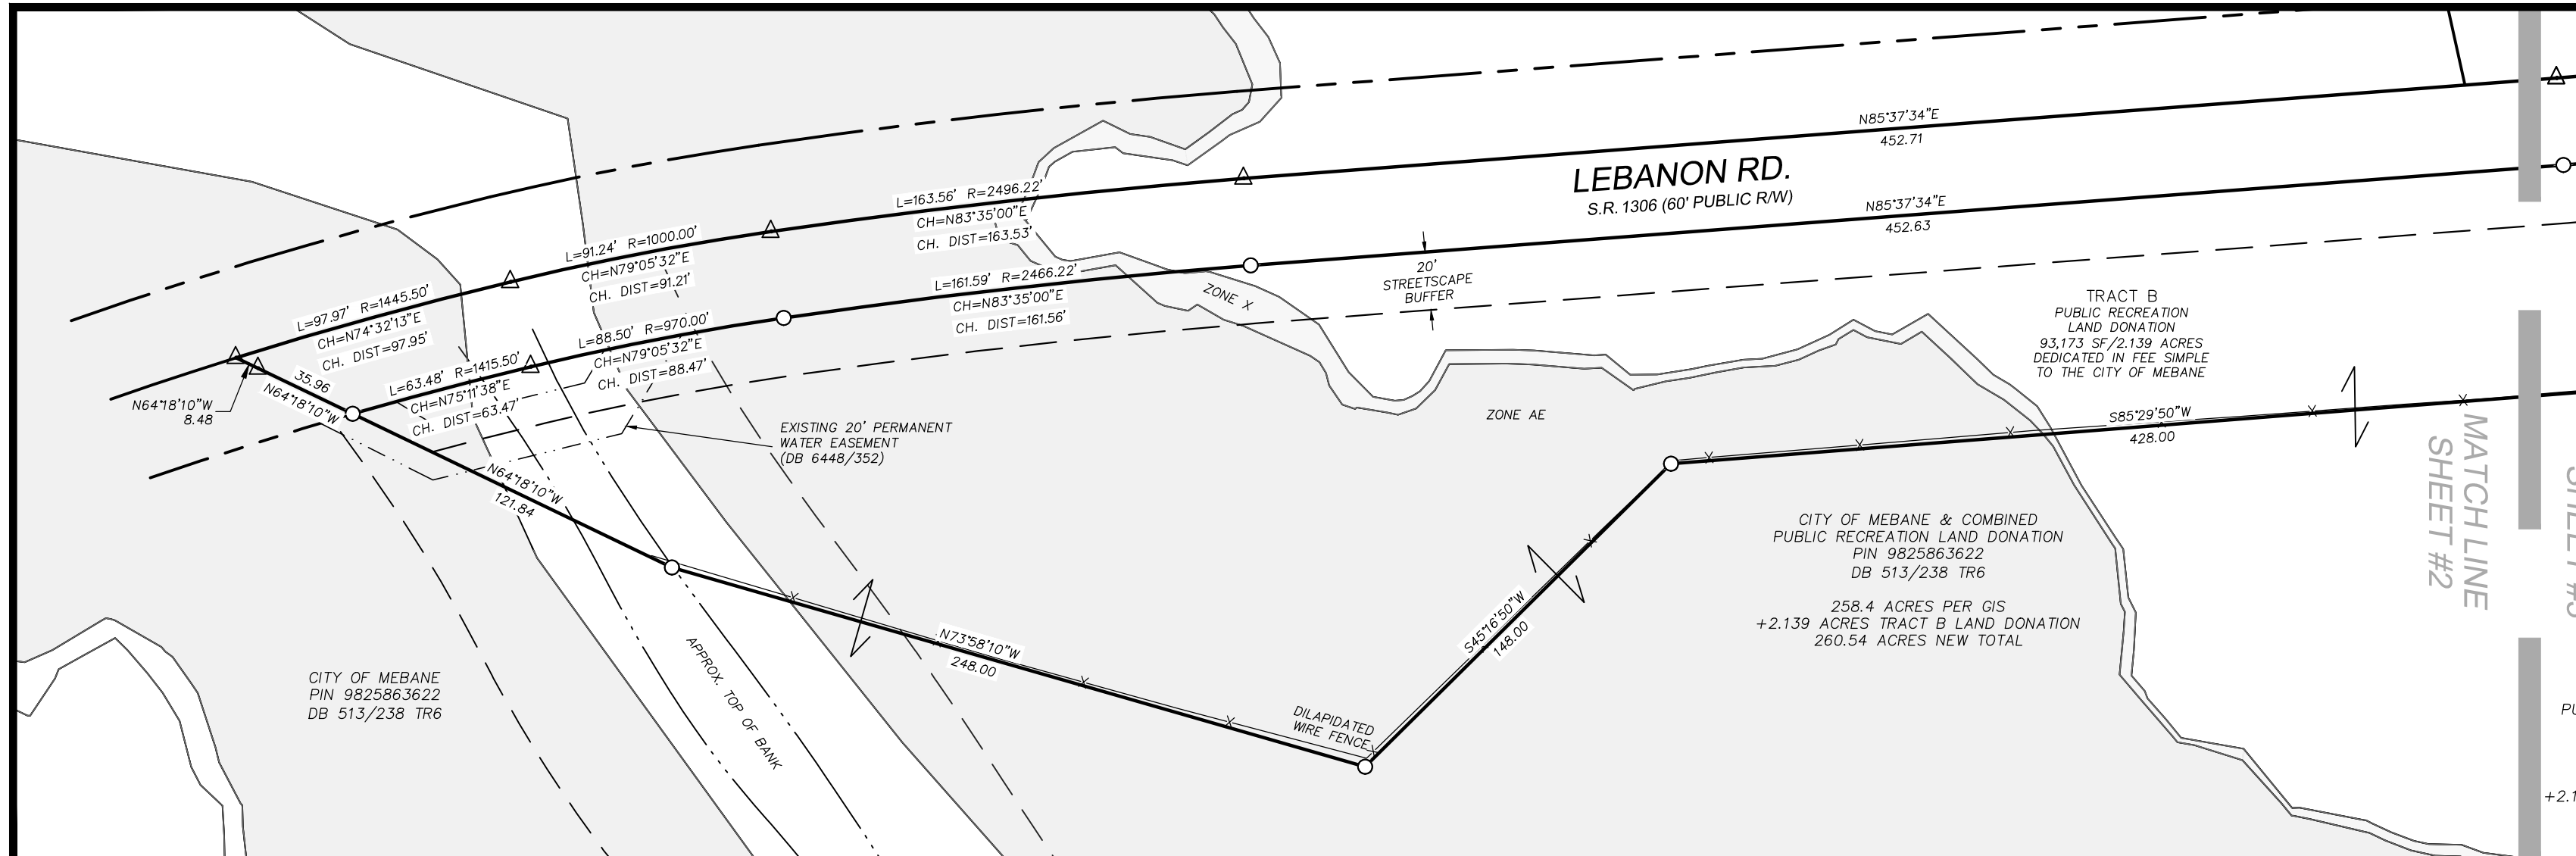 N85°37'34"E
452.71
LEBANON RD.
S.R. 1306 (60' PUBLIC R/W)
N85°37'34"E
452.63
L=163.56' R=2496.22'
CH=N83°35'00"E
CH. DIST=163.53'
L=91.24' R=1000.00'
CH=N79°05'32"E
CH. DIST=91.21'
L=97.97' R=1445.50'
CH=N74°32'13"E
CH. DIST=97.95'
L=161.59' R=2466.22'
CH=N83°35'00"E
CH. DIST=161.56'
L=88.50' R=970.00'
CH=N79°05'32"E
CH. DIST=88.47'
L=63.48' R=1415.50'
CH=N75°11'38"E
CH. DIST=63.47'
35.96
N64°18'10"W
N64°18'10"W
8.48
ZONE X
20'
STREETSCAPE
BUFFER
TRACT B
PUBLIC RECREATION
LAND DONATION
93,173 SF/2.139 ACRES
DEDICATED IN FEE SIMPLE
TO THE CITY OF MEBANE
EXISTING 20' PERMANENT
WATER EASEMENT
(DB 6448/352)
ZONE AE
S85°29'50"W
428.00
N64°18'10"W
121.84
MATCH LINE
SHEET #2
CITY OF MEBANE & COMBINED
PUBLIC RECREATION LAND DONATION
PIN 9825863622
DB 513/238 TR6
258.4 ACRES PER GIS
+2.139 ACRES TRACT B LAND DONATION
260.54 ACRES NEW TOTAL
S45°16'50"W
148.00
N73°58'10"W
248.00
APPROX. TOP OF BANK
CITY OF MEBANE
PIN 9825863622
DB 513/238 TR6
DILAPIDATED
WIRE FENCE